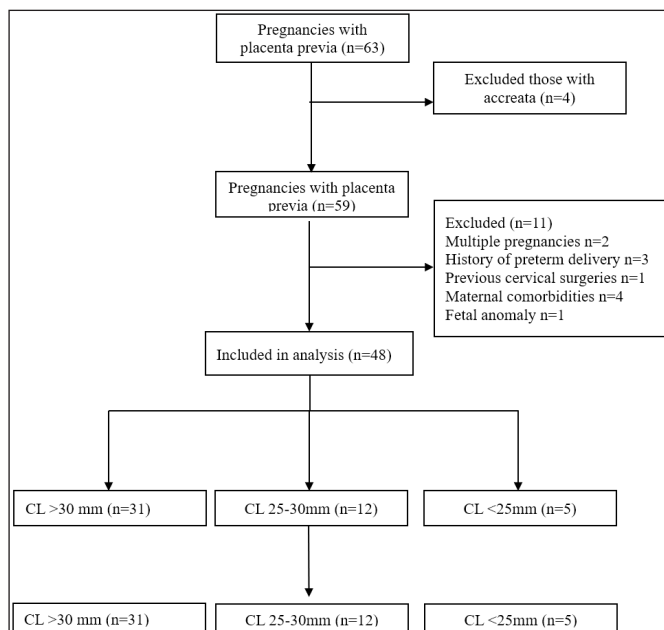 Pregnancies with
placenta previa (n=63)
Excluded those with
accreata (n=4)
Pregnancies with placenta
previa (n=59)
Excluded (n=11)
Multiple pregnancies n=2
History of preterm delivery n=3
Previous cervical surgeries n=1
Maternal comorbidities n=4
Fetal anomaly n=1
Included in analysis (n=48)
CL >30 mm (n=31)
CL 25-30mm (n=12)
CL <25mm (n=5)
CL >30 mm (n=31)
CL 25-30mm (n=12)
CL <25mm (n=5)